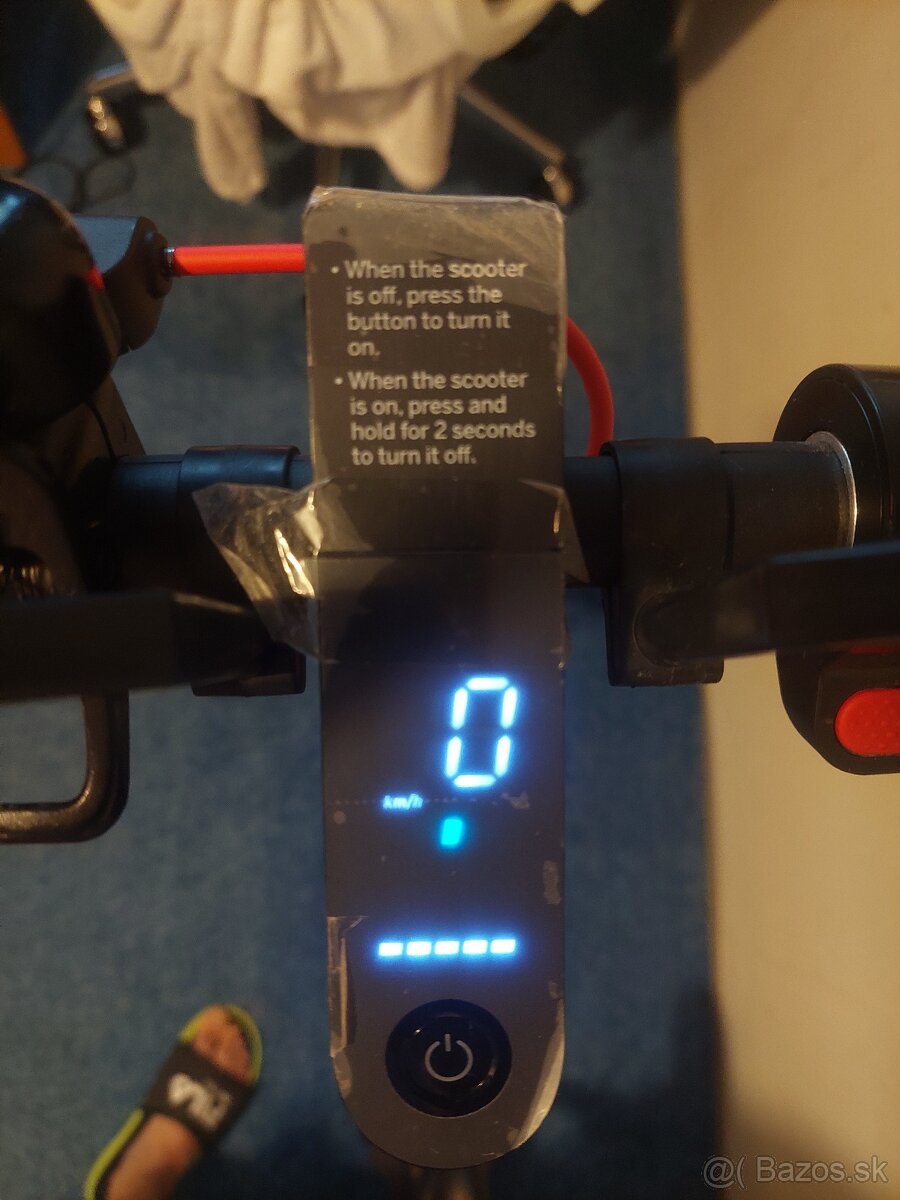 • When the scooter
is off, press the
button to turn it
on.
• When the scooter
is on, press and
hold for 2 seconds
to turn it off.
0
km/h
FILA
@( Bazos.sk